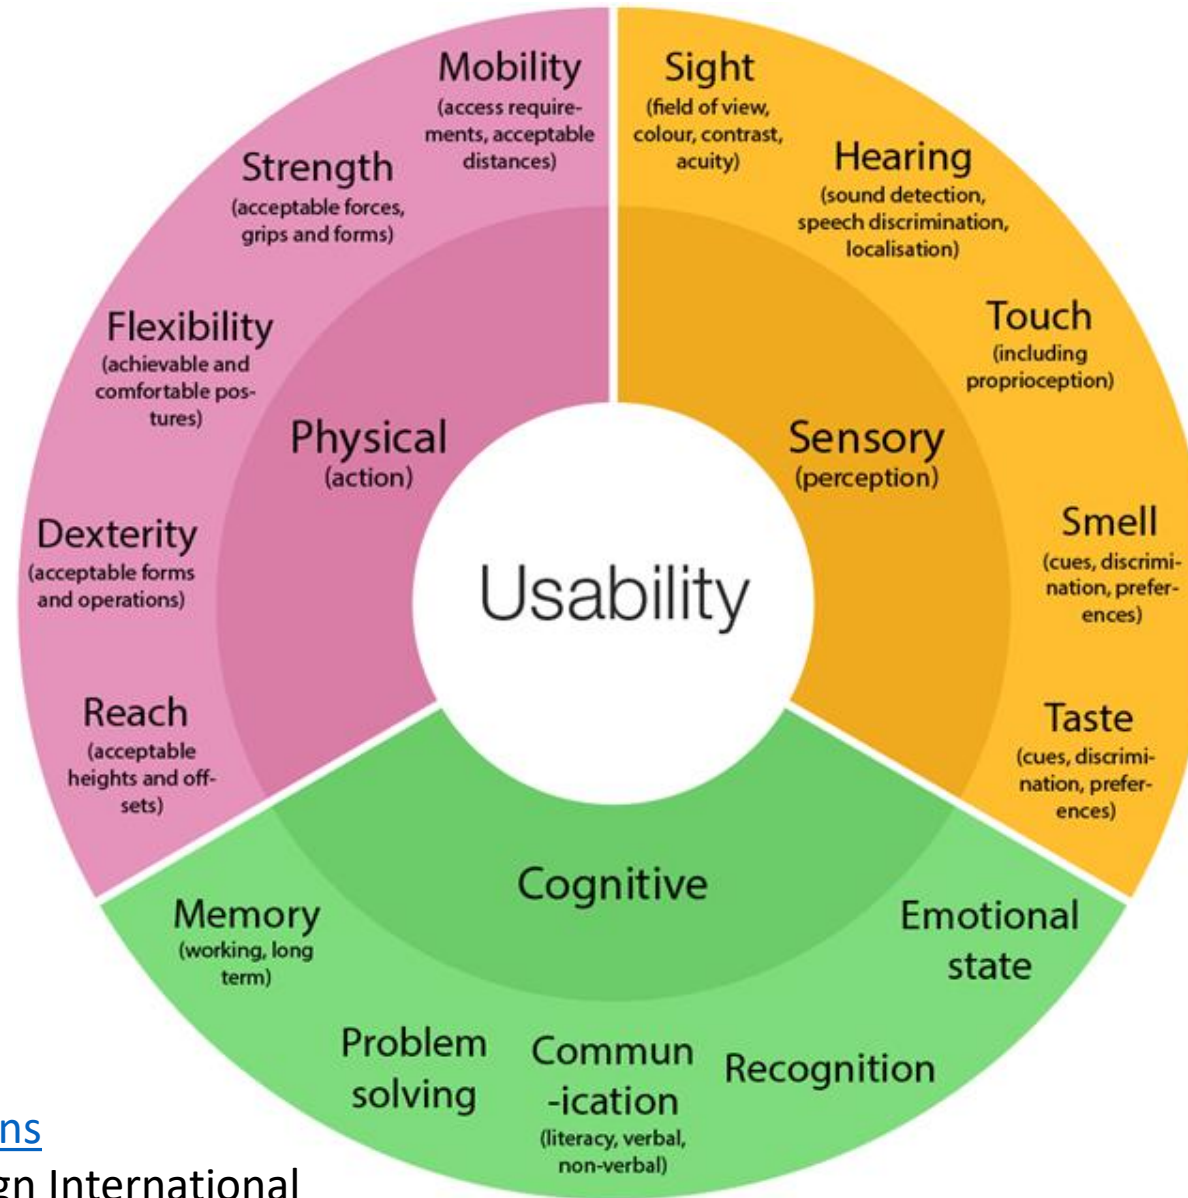 Usability
Physical
(action)
Mobility
(access require-
ments, acceptable
distances)
Strength
(acceptable forces,
grips and forms)
Flexibility
(achievable and
comfortable pos-
tures)
Dexterity
(acceptable forms
and operations)
Reach
(acceptable
heights and off-
sets)
Sensory
(perception)
Sight
(field of view,
colour, contrast,
acuity)
Hearing
(sound detection,
speech discrimination,
localisation)
Touch
(including
proprioception)
Smell
(cues, discrimi-
nation, prefer-
ences)
Taste
(cues, discrimi-
nation, prefer-
ences)
Cognitive
Memory
(working, long
term)
Problem
solving
Commun
-ication
(literacy, verbal,
non-verbal)
Recognition
Emotional
state
ns
gn International